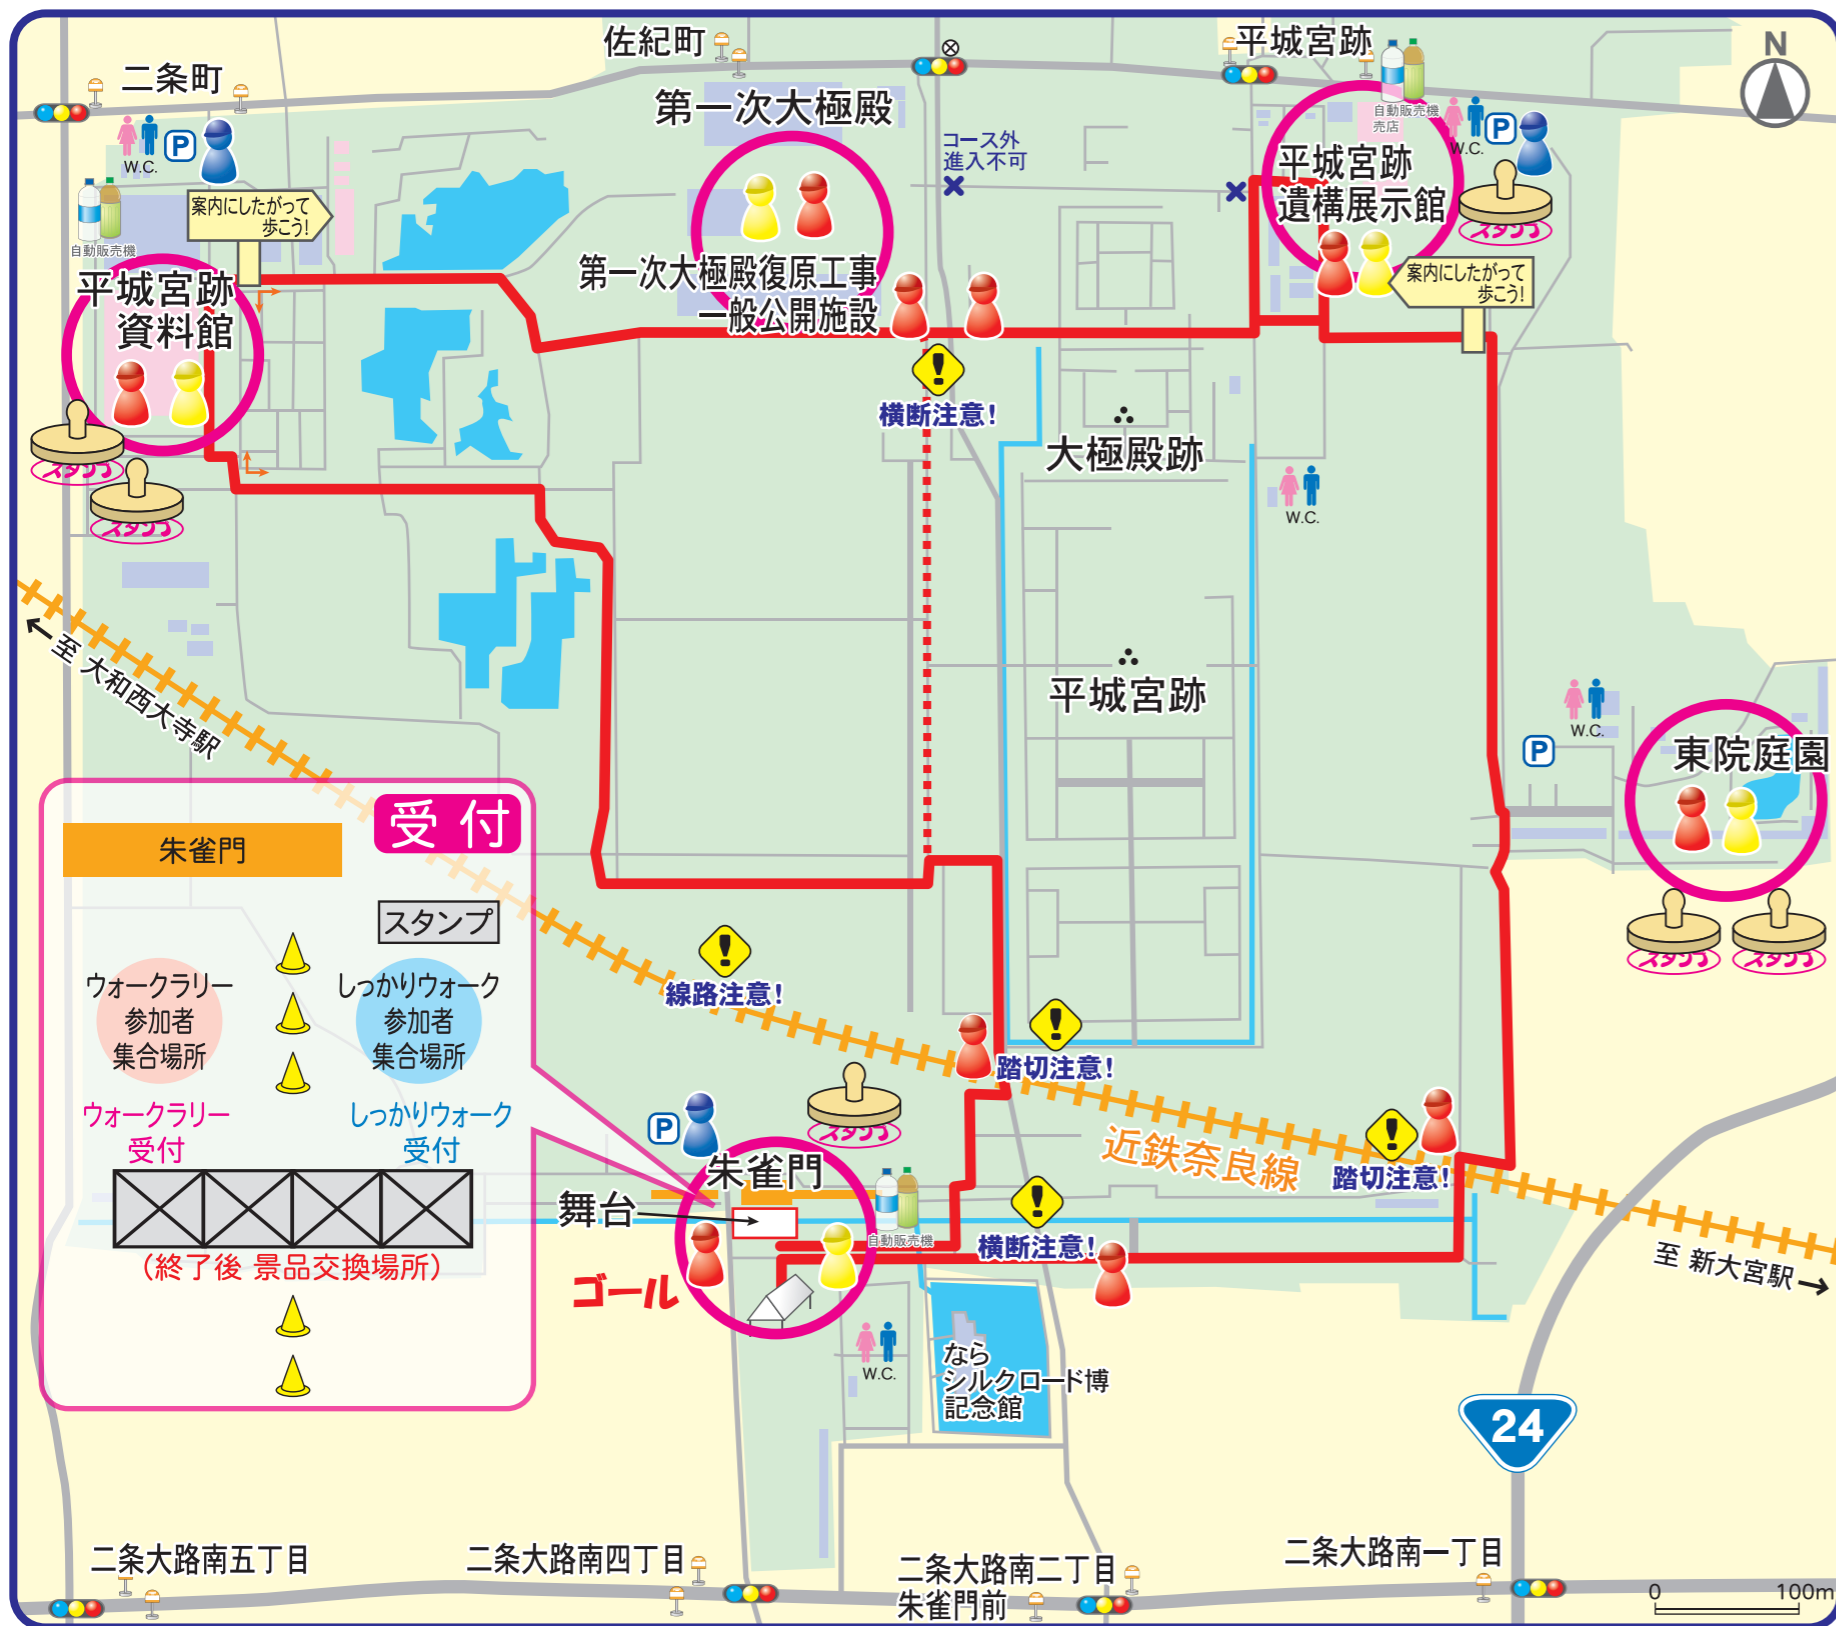 佐紀町
平城宮跡
N
二条町
第一次大極殿
自動販売機
売店
W.C.
P
コース外
進入不可
W.C.
P
平城宮跡
遺構展示館
スタンプ
案内にしたがって
歩こう!
自動販売機
第一次大極殿復原工事
一般公開施設
案内にしたがって
歩こう!
平城宮跡
資料館
横断注意!
大極殿跡
スタンプ
スタンプ
W.C.
平城宮跡
至 大和西大寺駅
W.C.
P
東院庭園
スタンプ
スタンプ
受付
朱雀門
スタンプ
ウォークラリー
参加者
集合場所
しっかりウォーク
参加者
集合場所
ウォークラリー
受付
しっかりウォーク
受付
(終了後 景品交換場所)
線路注意!
踏切注意!
スタンプ
P
近鉄奈良線
踏切注意!
朱雀門
舞台
自動販売機
横断注意!
ゴール
至 新大宮駅
W.C.
なら
シルクロード博
記念館
24
二条大路南五丁目
二条大路南四丁目
二条大路南二丁目
朱雀門前
二条大路南一丁目
0 100m